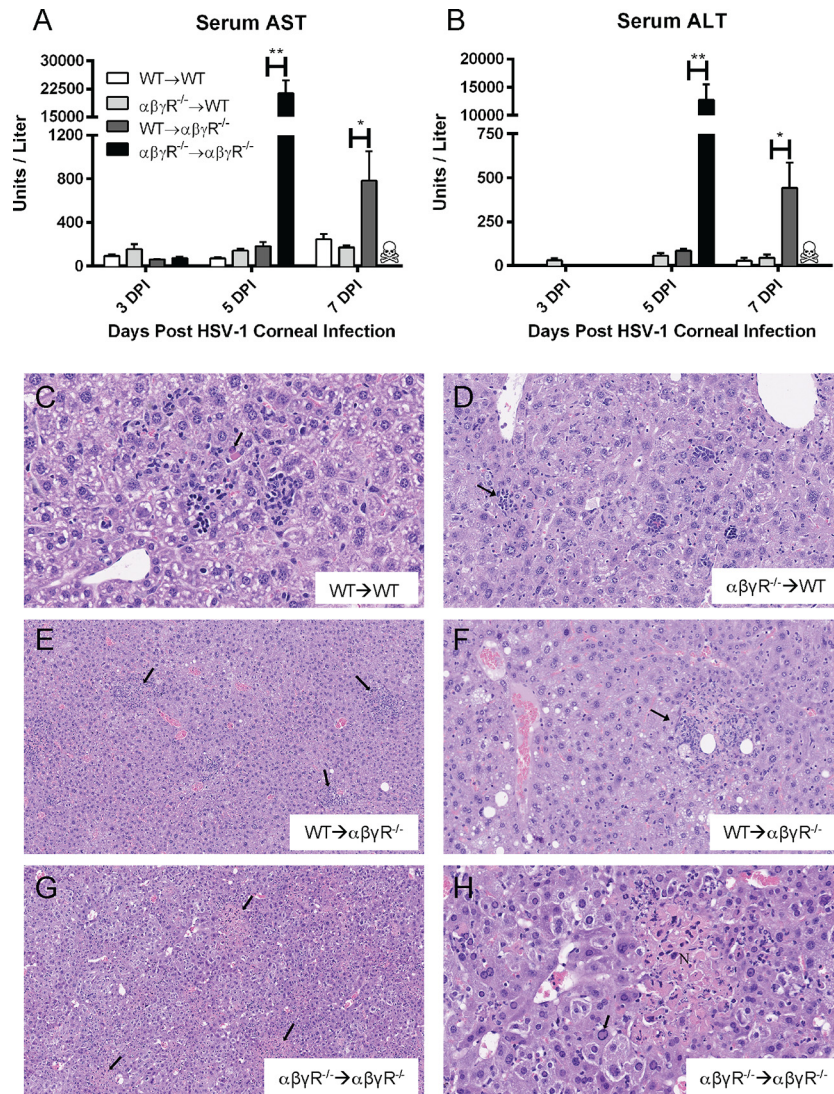 A
Serum AST
30000
22500
15000
1200
800
400
0
Units / Liter
WT→WT
αβγR⁻/⁻→WT
WT→αβγR⁻/⁻
αβγR⁻/⁻→αβγR⁻/⁻
**
*
3 DPI
5 DPI
7 DPI
Days Post HSV-1 Corneal Infection
B
Serum ALT
20000
15000
10000
750
500
250
0
Units / Liter
**
*
3 DPI
5 DPI
7 DPI
Days Post HSV-1 Corneal Infection
C
WT→WT
D
αβγR⁻/⁻→WT
E
WT→αβγR⁻/⁻
F
WT→αβγR⁻/⁻
G
αβγR⁻/⁻→αβγR⁻/⁻
H
N
αβγR⁻/⁻→αβγR⁻/⁻